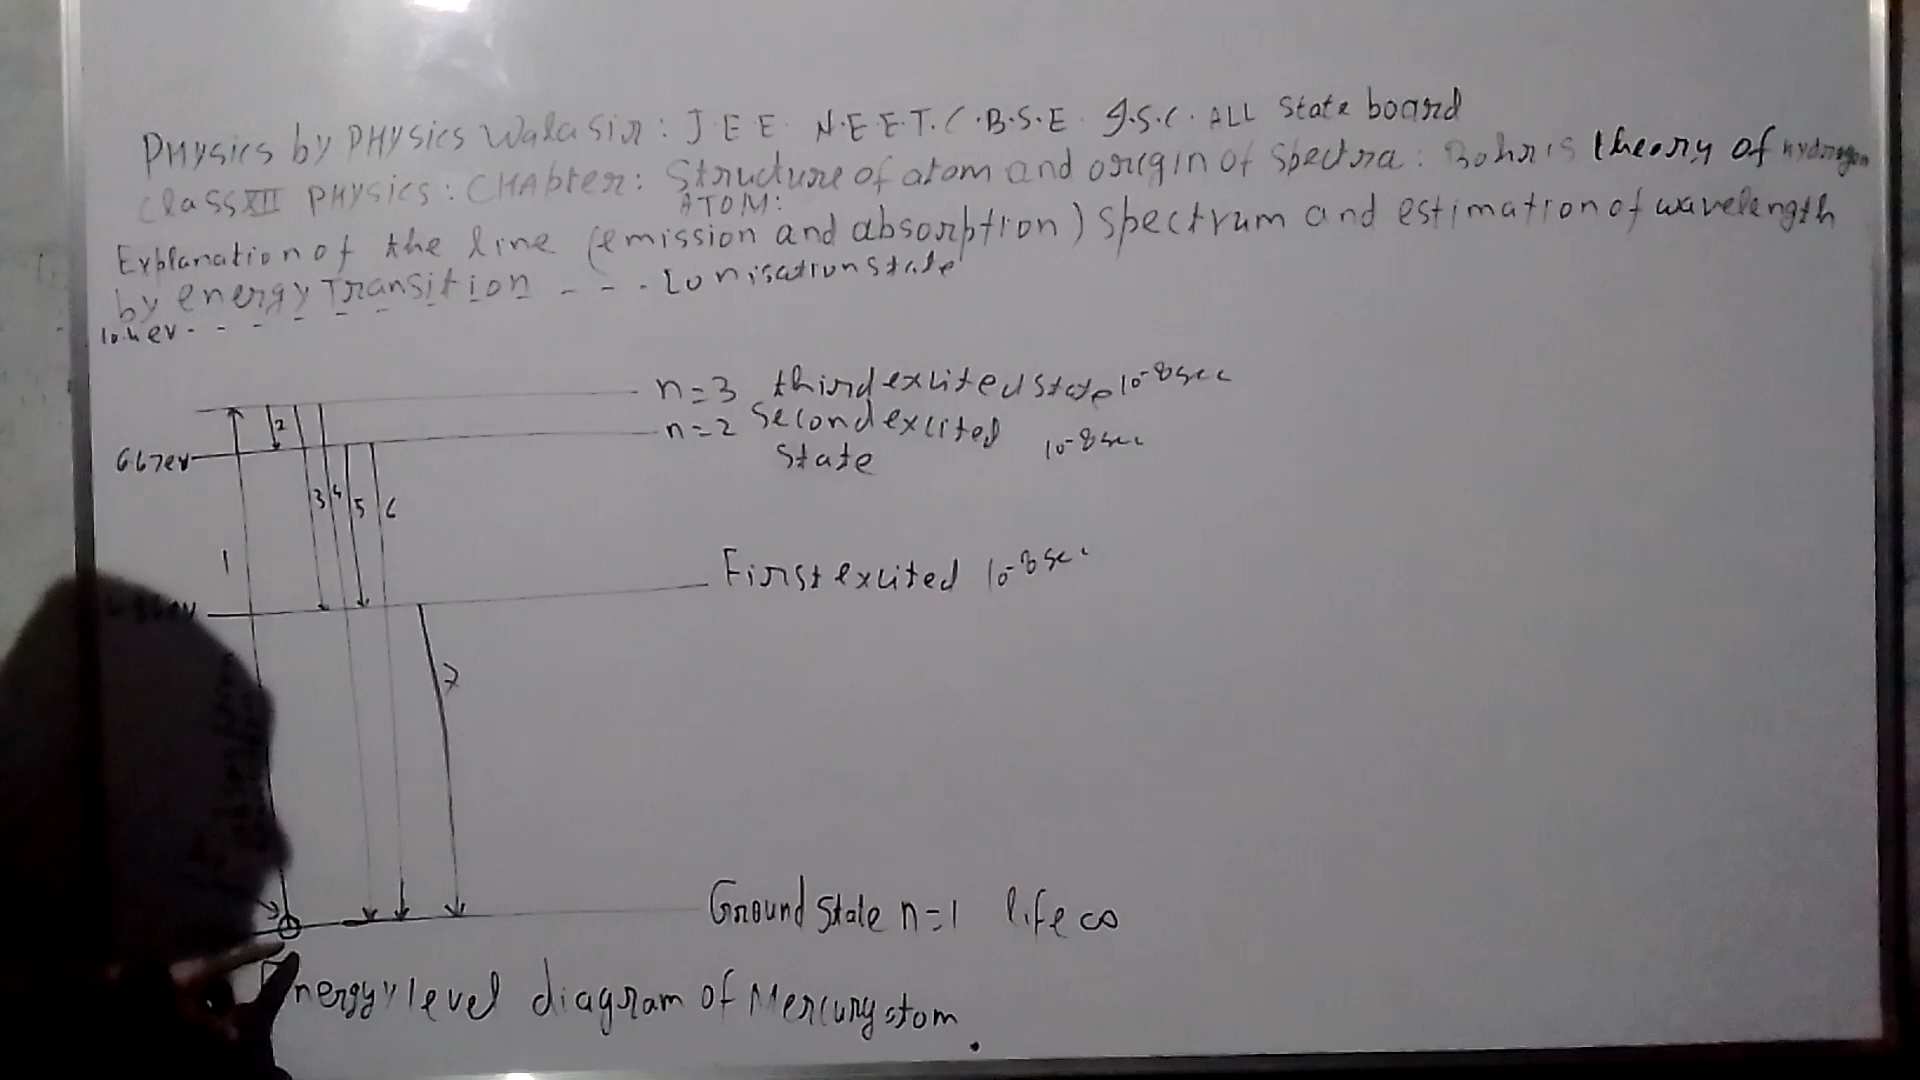 Physics by PHYsics Wala Sir: J.E.E. N.E.E.T. C.B.S.E. I.S.C. ALL State board
Class XII PHYsics: CHApter: Structure of atom and origin of spectra: Bohr's theory of hydrogen
ATOM:
Explanation of the line (emission and absorption) spectrum and estimation of wavelength
by energy Transition - - - . Ionisation state
10.4ev - - - - - - - - -
n=3 third excited state 10-8sec
n=2 Second excited 10-8sec
6.67ev
State
2
3 4 5 6
1
First excited 10-8sec
7
Ground State n=1 life ∞
Energy level diagram of Mercury atom.